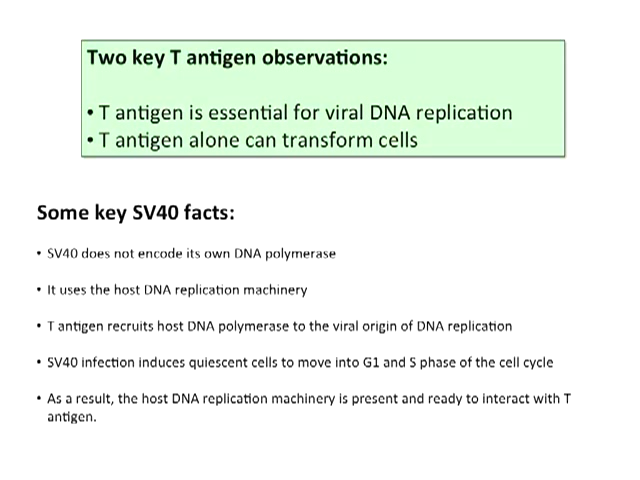 Two key T antigen observations:
• T antigen is essential for viral DNA replication
• T antigen alone can transform cells
Some key SV40 facts:
• SV40 does not encode its own DNA polymerase
• It uses the host DNA replication machinery
• T antigen recruits host DNA polymerase to the viral origin of DNA replication
• SV40 infection induces quiescent cells to move into G1 and S phase of the cell cycle
• As a result, the host DNA replication machinery is present and ready to interact with T
antigen.